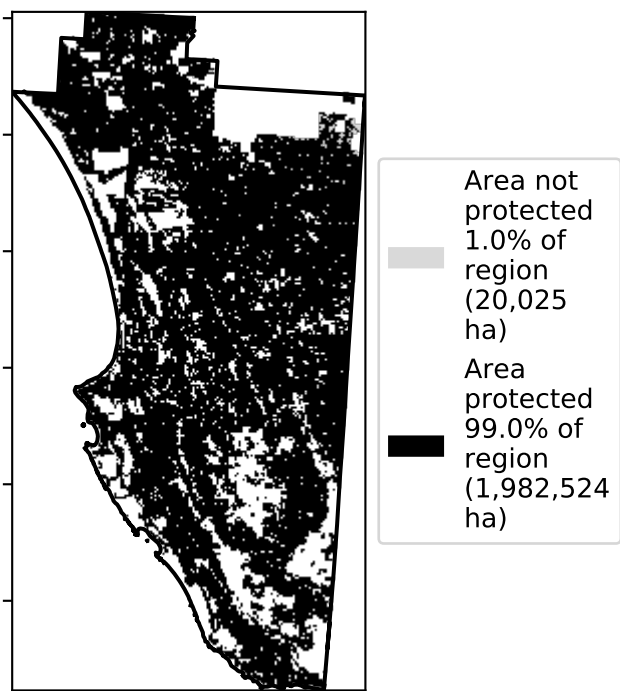 Area not
protected
1.0% of
region
(20,025
ha)
Area
protected
99.0% of
region
(1,982,524
ha)